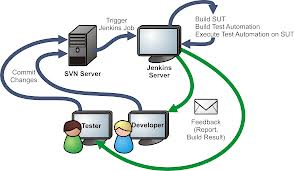 Trigger
Jenkins Job
Build SUT
Build Test Automation
Execute Test Automation on SUT
Commit
Changes
SVN Server
Jenkins
Server
Tester
Developer
Feedback
(Report,
Build Result)